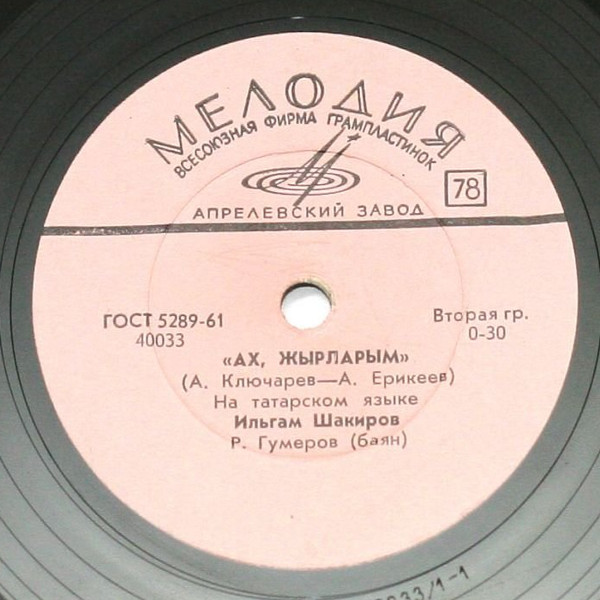 МЕЛОДИЯ
ВСЕСОЮЗНАЯ ФИРМА ГРАМПЛАСТИНОК
78
АПРЕЛЕВСКИЙ ЗАВОД
ГОСТ 5289-61
40033
Вторая гр.
0-30
«АХ, ЖЫРЛАРЫМ»
(А. Ключарев—А. Ерикеев)
На татарском языке
Ильгам Шакиров
Р. Гумеров (баян)